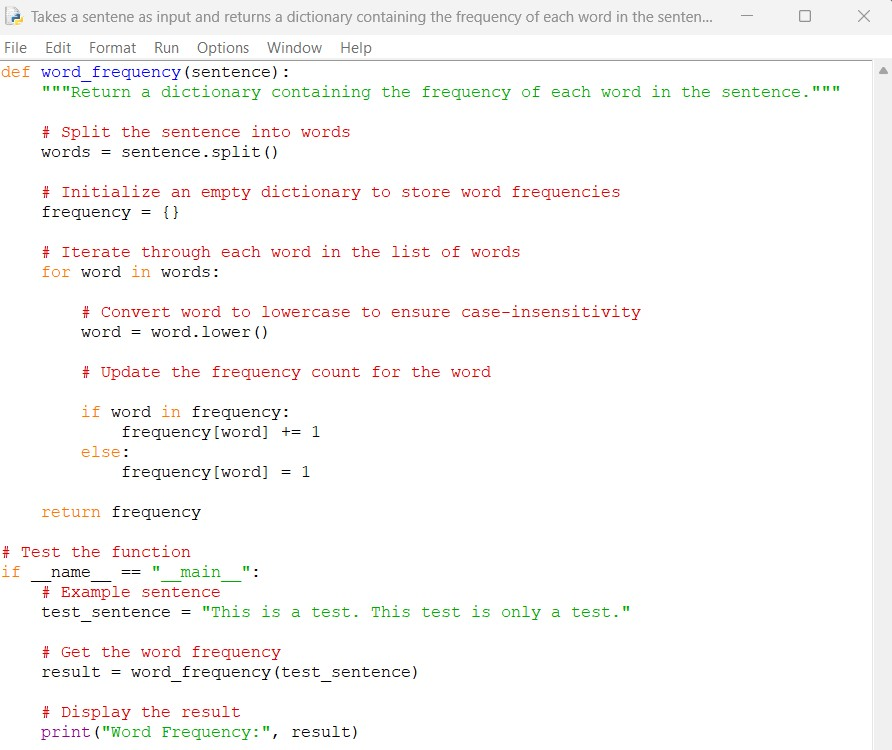 Takes a sentene as input and returns a dictionary containing the frequency of each word in the senten...
File Edit Format Run Options Window Help
def word_frequency(sentence):
    """Return a dictionary containing the frequency of each word in the sentence."""

    # Split the sentence into words
    words = sentence.split()

    # Initialize an empty dictionary to store word frequencies
    frequency = {}

    # Iterate through each word in the list of words
    for word in words:

        # Convert word to lowercase to ensure case-insensitivity
        word = word.lower()

        # Update the frequency count for the word

        if word in frequency:
            frequency[word] += 1
        else:
            frequency[word] = 1

    return frequency

# Test the function
if __name__ == "__main__":
    # Example sentence
    test_sentence = "This is a test. This test is only a test."

    # Get the word frequency
    result = word_frequency(test_sentence)

    # Display the result
    print("Word Frequency:", result)